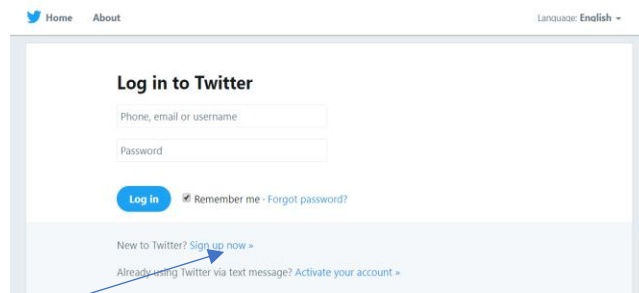 Home About Language: English
Log in to Twitter
Phone, email or username
Password
Log in Remember me · Forgot password?
New to Twitter? Sign up now »
Already using Twitter via text message? Activate your account »